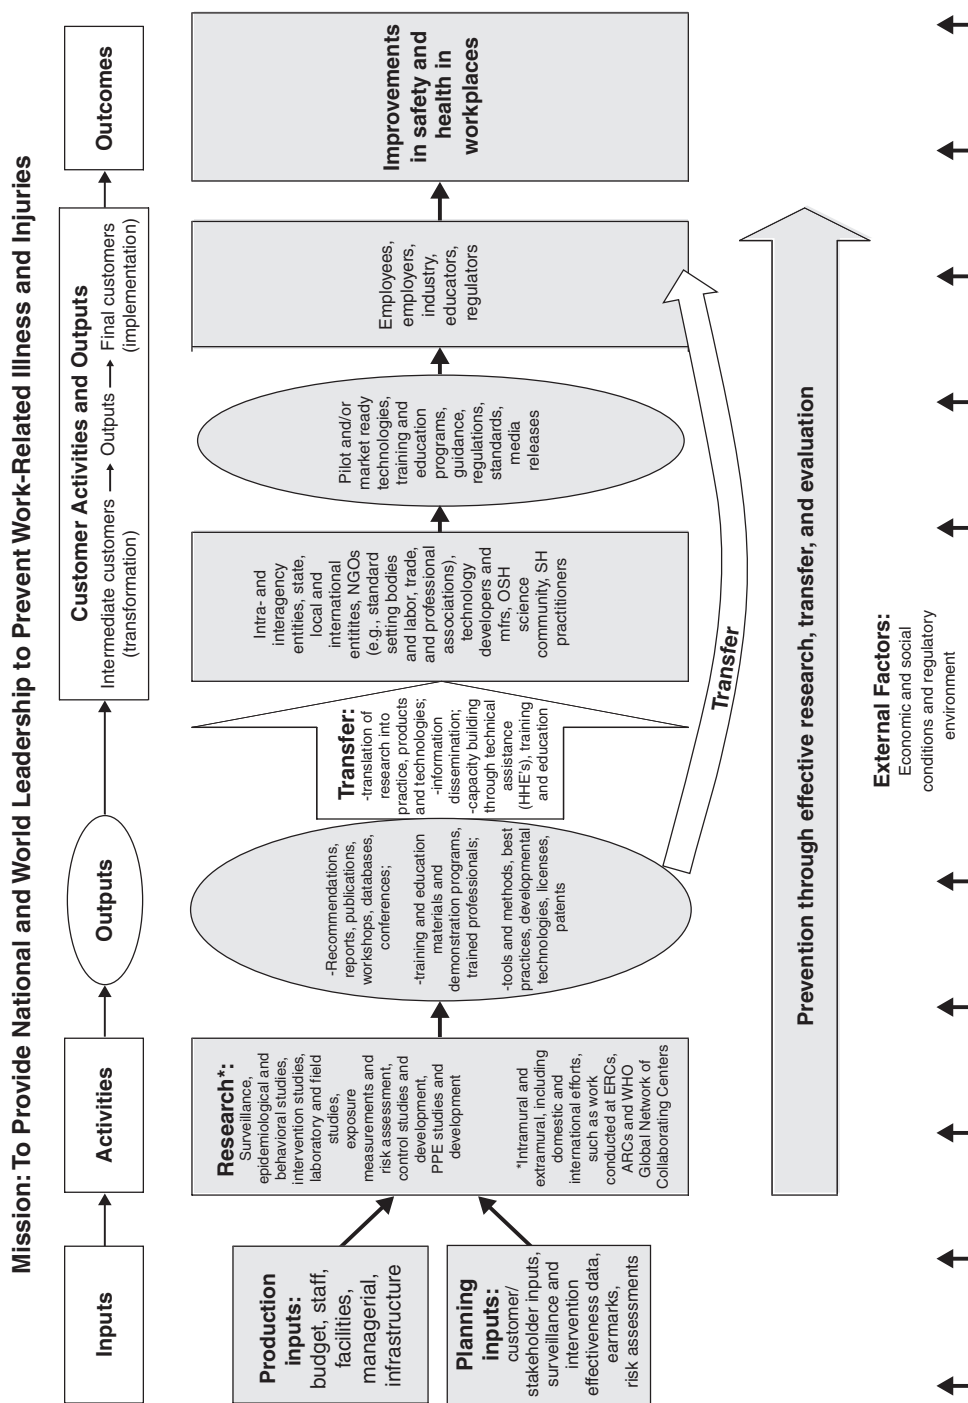 Mission: To Provide National and World Leadership to Prevent Work-Related Illness and Injuries
Inputs
Activities
Outputs
Customer Activities and Outputs
Intermediate customers
(transformation)
Outputs
Final customers
(implementation)
Outcomes
Production
inputs:
budget, staff,
facilities,
managerial,
infrastructure
Planning
inputs:
customer/
stakeholder inputs,
surveillance and
intervention
effectiveness data,
earmarks,
risk assessments
Research*:
Surveillance,
epidemiological and
behavioral studies,
intervention studies,
laboratory and field
studies,
exposure
measurements and
risk assessment,
control studies and
development,
PPE studies and
development
*Intramural and
extramural, including
domestic and
international efforts,
such as work
conducted at ERCs,
ARCs and WHO
Global Network of
Collaborating Centers
-Recommendations,
reports, publications,
workshops, databases,
conferences;
-training and education
materials and
demonstration programs,
trained professionals;
-tools and methods, best
practices, developmental
technologies, licenses,
patents
Transfer:
-translation of
research into
practice, products
and technologies;
-information
dissemination;
-capacity building
through technical
assistance
(HHE's), training
and education
Intra- and
interagency
entities, state,
local and
international
entitites, NGOs
(e.g., standard
setting bodies
and labor, trade,
and professional
associations),
technology
developers and
mfrs, OSH
science
community, SH
practitioners
Pilot and/or
market ready
technologies,
training and
education
programs,
guidance,
regulations,
standards,
media
releases
Employees,
employers,
industry,
educators,
regulators
Improvements
in safety and
health in
workplaces
Transfer
Prevention through effective research, transfer, and evaluation
External Factors:
Economic and social
conditions and regulatory
environment